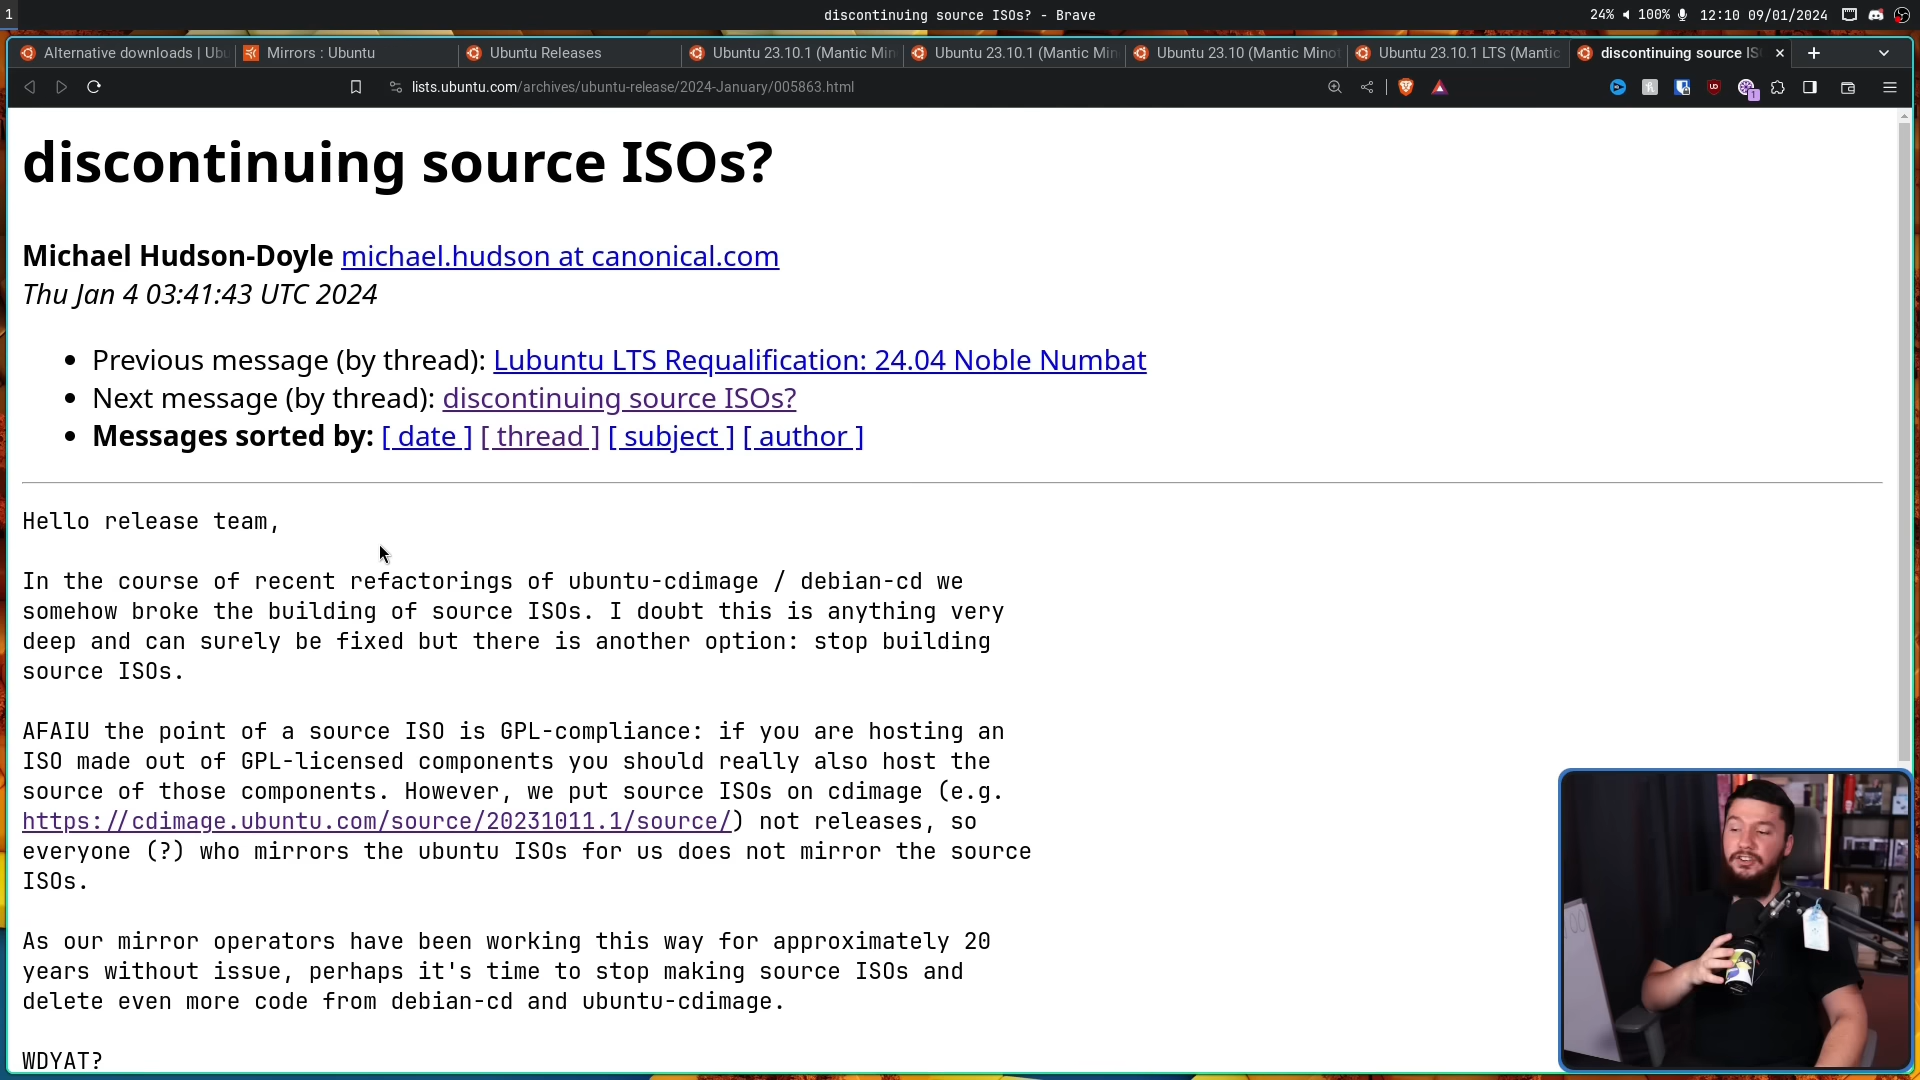 1
discontinuing source ISOs? - Brave
24% 100% 12:10 09/01/2024
Alternative downloads | Ubu
Mirrors : Ubuntu
Ubuntu Releases
Ubuntu 23.10.1 (Mantic Min
Ubuntu 23.10.1 (Mantic Min
Ubuntu 23.10 (Mantic Minot
Ubuntu 23.10.1 LTS (Mantic
discontinuing source IS
lists.ubuntu.com/archives/ubuntu-release/2024-January/005863.html
1
discontinuing source ISOs?
Michael Hudson-Doyle michael.hudson at canonical.com
Thu Jan 4 03:41:43 UTC 2024
• Previous message (by thread): Lubuntu LTS Requalification: 24.04 Noble Numbat
• Next message (by thread): discontinuing source ISOs?
• Messages sorted by: [ date ] [ thread ] [ subject ] [ author ]
Hello release team,
In the course of recent refactorings of ubuntu-cdimage / debian-cd we
somehow broke the building of source ISOs. I doubt this is anything very
deep and can surely be fixed but there is another option: stop building
source ISOs.
AFAIU the point of a source ISO is GPL-compliance: if you are hosting an
ISO made out of GPL-licensed components you should really also host the
source of those components. However, we put source ISOs on cdimage (e.g.
https://cdimage.ubuntu.com/source/20231011.1/source/) not releases, so
everyone (?) who mirrors the ubuntu ISOs for us does not mirror the source
ISOs.
As our mirror operators have been working this way for approximately 20
years without issue, perhaps it's time to stop making source ISOs and
delete even more code from debian-cd and ubuntu-cdimage.
WDYAT?